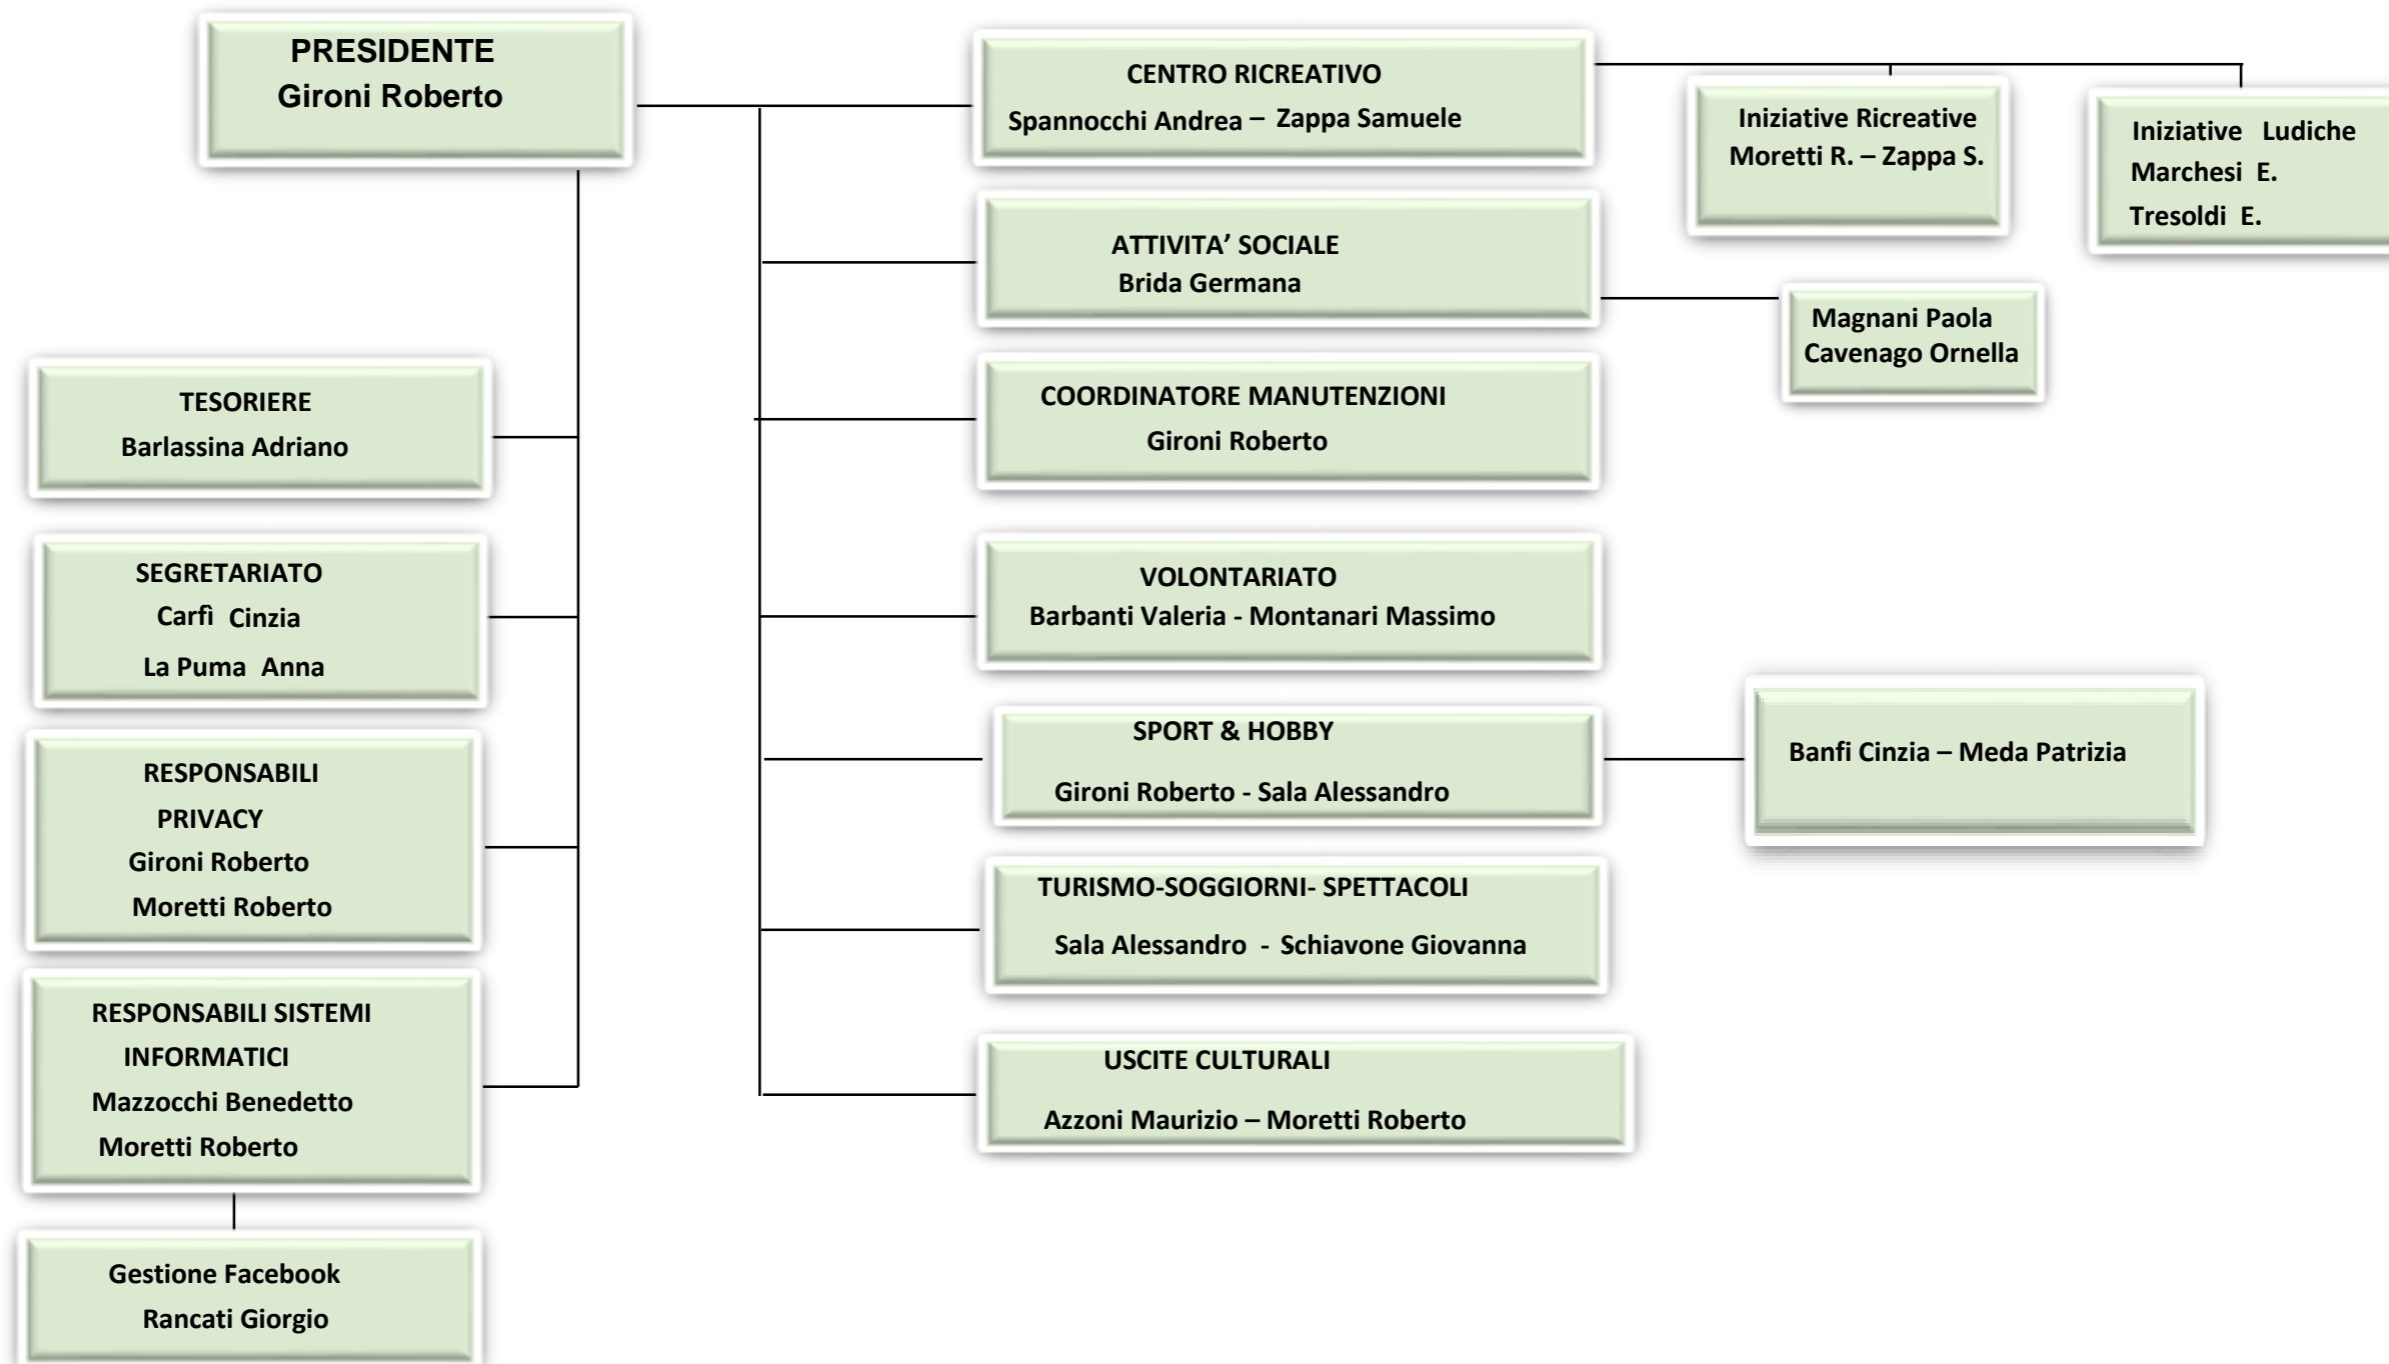 PRESIDENTE
Gironi Roberto
CENTRO RICREATIVO
Spannocchi Andrea – Zappa Samuele
Iniziative Ricreative
Moretti R. – Zappa S.
Iniziative Ludiche
Marchesi E.
Tresoldi E.
ATTIVITA’ SOCIALE
Brida Germana
Magnani Paola
Cavenago Ornella
COORDINATORE MANUTENZIONI
Gironi Roberto
VOLONTARIATO
Barbanti Valeria - Montanari Massimo
SPORT & HOBBY
Gironi Roberto - Sala Alessandro
Banfi Cinzia – Meda Patrizia
TURISMO-SOGGIORNI- SPETTACOLI
Sala Alessandro - Schiavone Giovanna
USCITE CULTURALI
Azzoni Maurizio – Moretti Roberto
TESORIERE
Barlassina Adriano
SEGRETARIATO
Carfì Cinzia
La Puma Anna
RESPONSABILI
PRIVACY
Gironi Roberto
Moretti Roberto
RESPONSABILI SISTEMI
INFORMATICI
Mazzocchi Benedetto
Moretti Roberto
Gestione Facebook
Rancati Giorgio